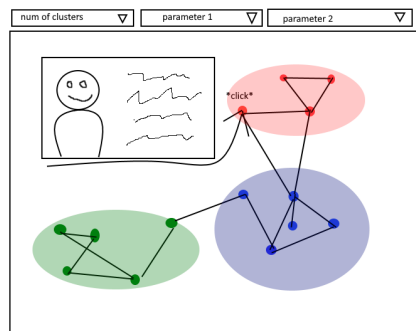 num of clusters
parameter 1
parameter 2
*click*